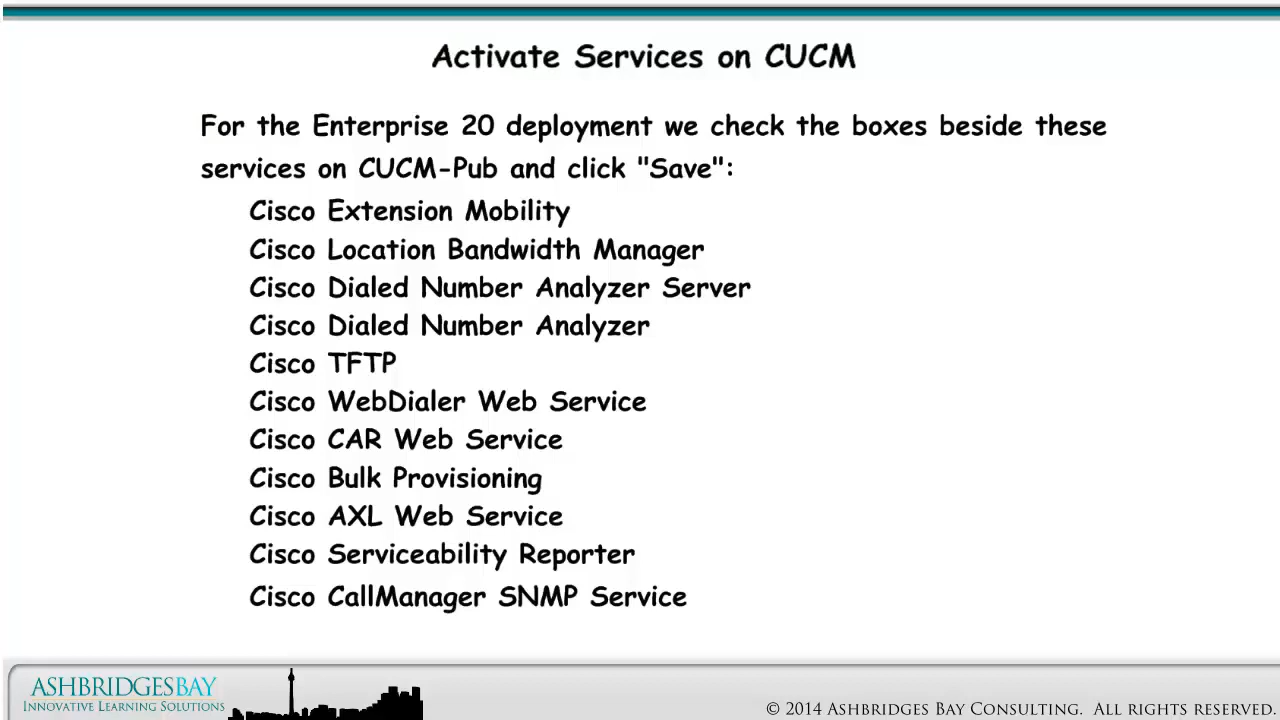 Activate Services on CUCM
For the Enterprise 20 deployment we check the boxes beside these
services on CUCM-Pub and click "Save":
Cisco Extension Mobility
Cisco Location Bandwidth Manager
Cisco Dialed Number Analyzer Server
Cisco Dialed Number Analyzer
Cisco TFTP
Cisco WebDialer Web Service
Cisco CAR Web Service
Cisco Bulk Provisioning
Cisco AXL Web Service
Cisco Serviceability Reporter
Cisco CallManager SNMP Service
ASHBRIDGESBAY
INNOVATIVE LEARNING SOLUTIONS
© 2014 ASHBRIDGES BAY CONSULTING. ALL RIGHTS RESERVED.